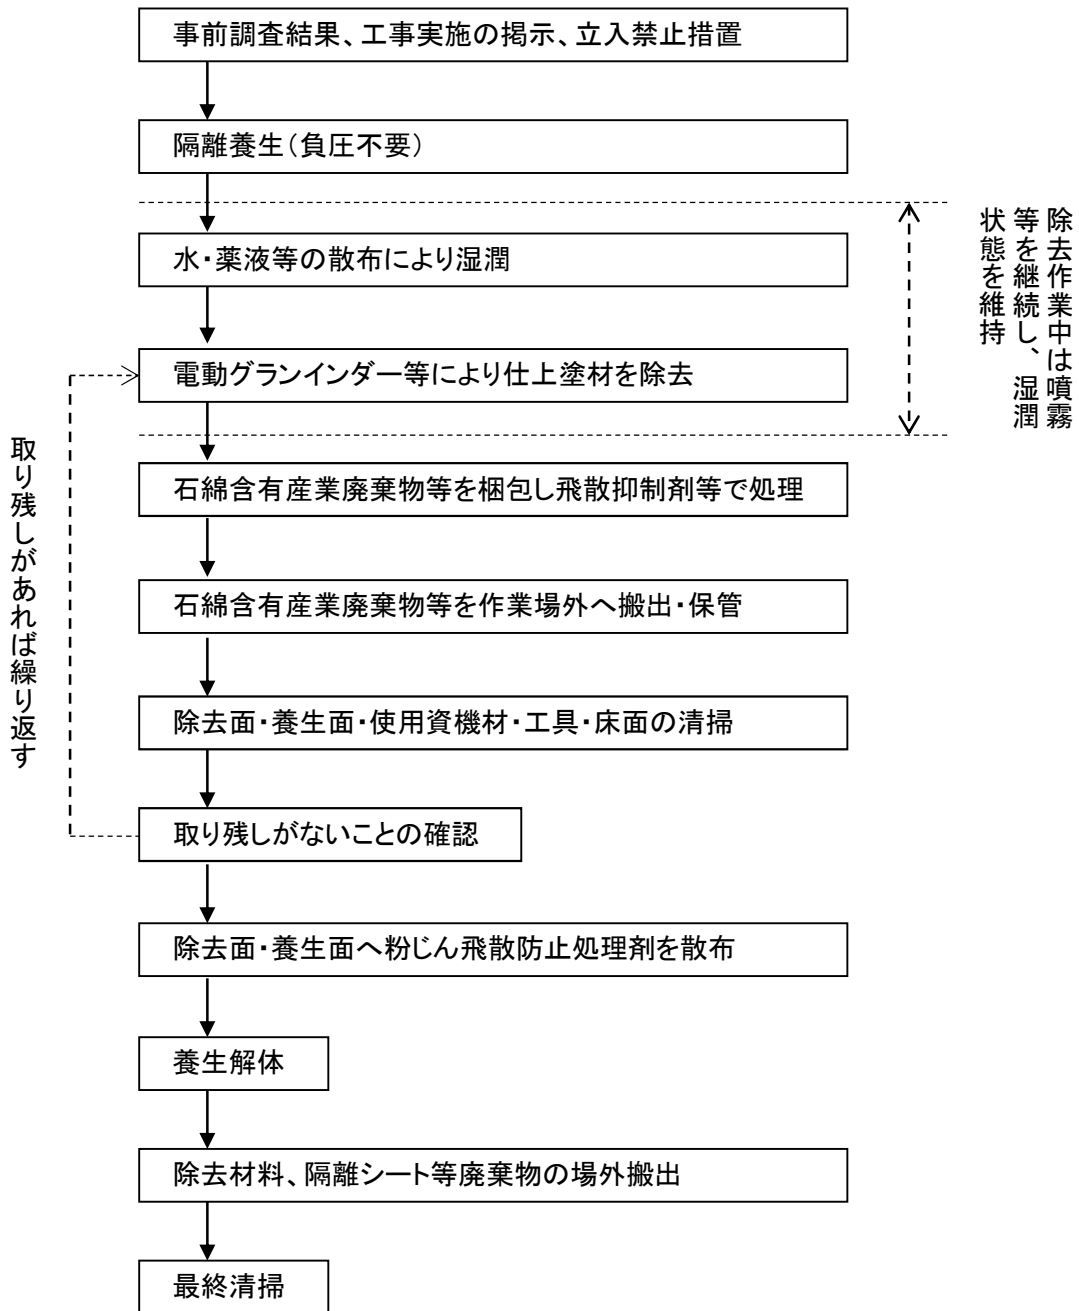 事前調査結果、工事実施の掲示、立入禁止措置
隔離養生（負圧不要）
水・薬液等の散布により湿潤
電動グランインダー等により仕上塗材を除去
除去作業中は噴霧
等を継続し、湿潤
状態を維持
石綿含有産業廃棄物等を梱包し飛散抑制剤等で処理
石綿含有産業廃棄物等を作業場外へ搬出・保管
除去面・養生面・使用資機材・工具・床面の清掃
取り残しがないことの確認
取り残しがあれば繰り返す
除去面・養生面へ粉じん飛散防止処理剤を散布
養生解体
除去材料、隔離シート等廃棄物の場外搬出
最終清掃